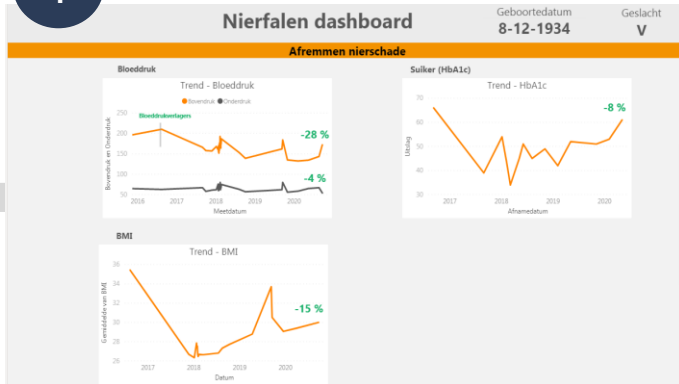 Nierfalen dashboard
Geboortedatum
8-12-1934
Geslacht
V
Afremmen nierschade
Bloeddruk
Trend - Bloeddruk
Bovendruk Onderdruk
Bloeddrukverlagers
Bovendruk en Onderdruk
250
200
150
100
50
-28 %
-4 %
2016 2017 2018 2019 2020
Meetdatum
Suiker (HbA1c)
Trend - HbA1c
Uitslag
70
60
50
40
30
-8 %
2017 2018 2019 2020
Afnamedatum
BMI
Trend - BMI
Gemiddelde van BMI
36
34
32
30
28
26
-15 %
2017 2018 2019 2020
Datum